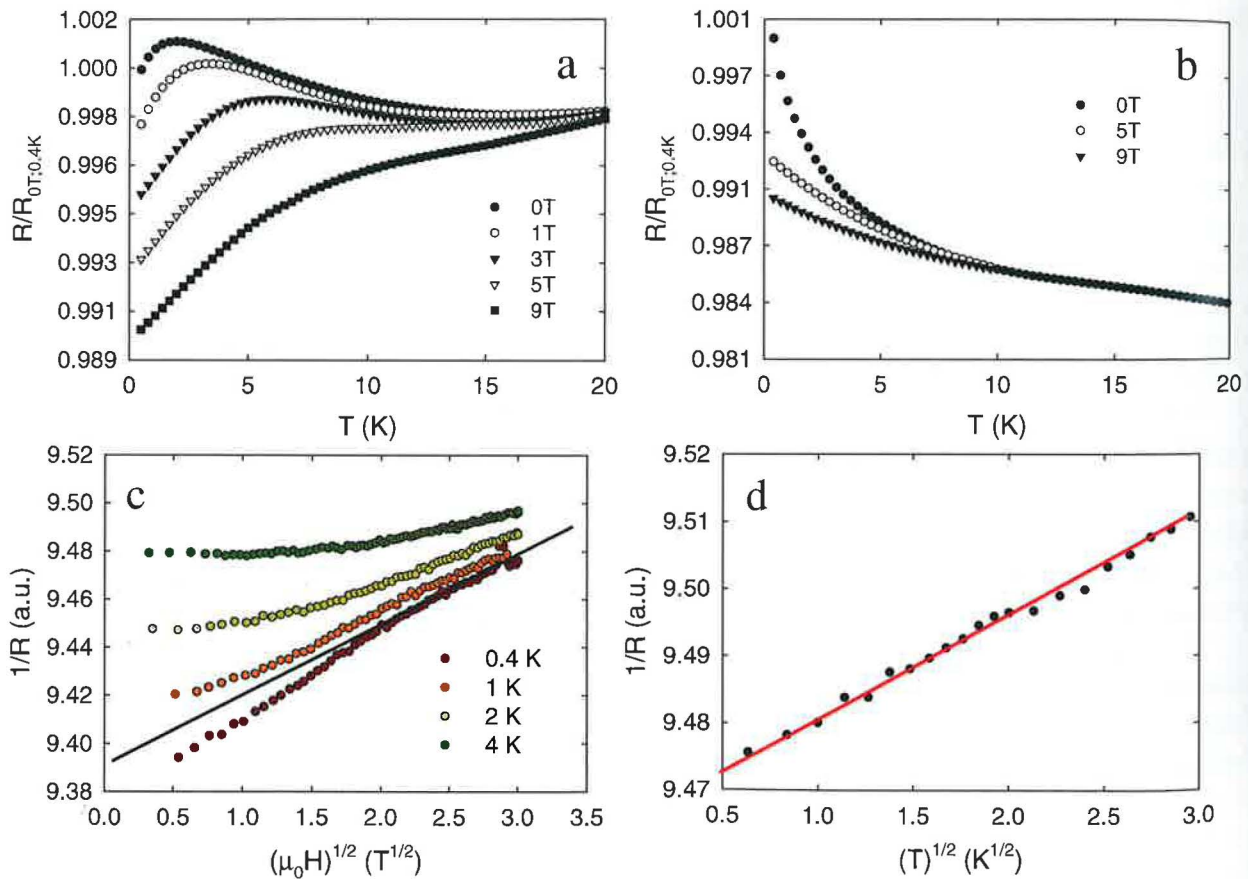 a
1.002
1.000
0.998
0.996
0.995
0.993
0.991
0.989
R/R0T;0.4K
0T
1T
3T
5T
9T
0 5 10 15 20
T (K)
b
1.001
0.997
0.994
0.991
0.987
0.984
0.981
R/R0T;0.4K
0T
5T
9T
0 5 10 15 20
T (K)
c
9.52
9.50
9.48
9.46
9.44
9.42
9.40
9.38
1/R (a.u.)
0.4 K
1 K
2 K
4 K
0.0 0.5 1.0 1.5 2.0 2.5 3.0 3.5
(μ0H)1/2 (T1/2)
d
9.52
9.51
9.50
9.49
9.48
9.47
1/R (a.u.)
0.5 1.0 1.5 2.0 2.5 3.0
(T)1/2 (K1/2)